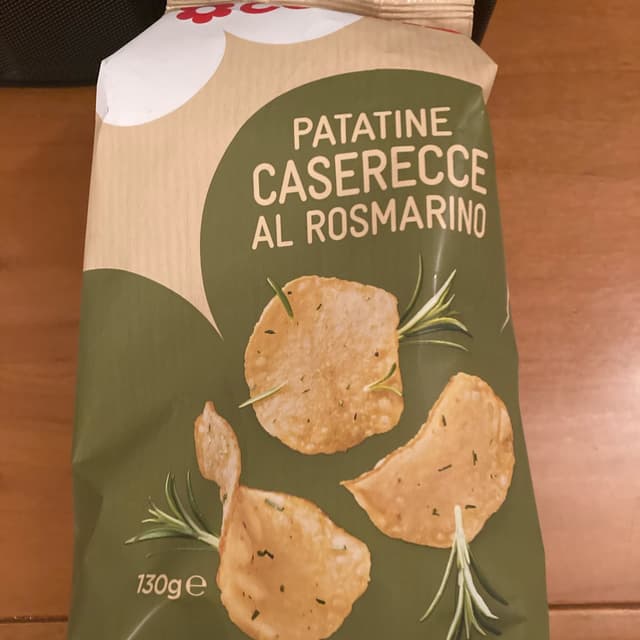 PATATINE
CASERECCE
AL ROSMARINO
130g ℮